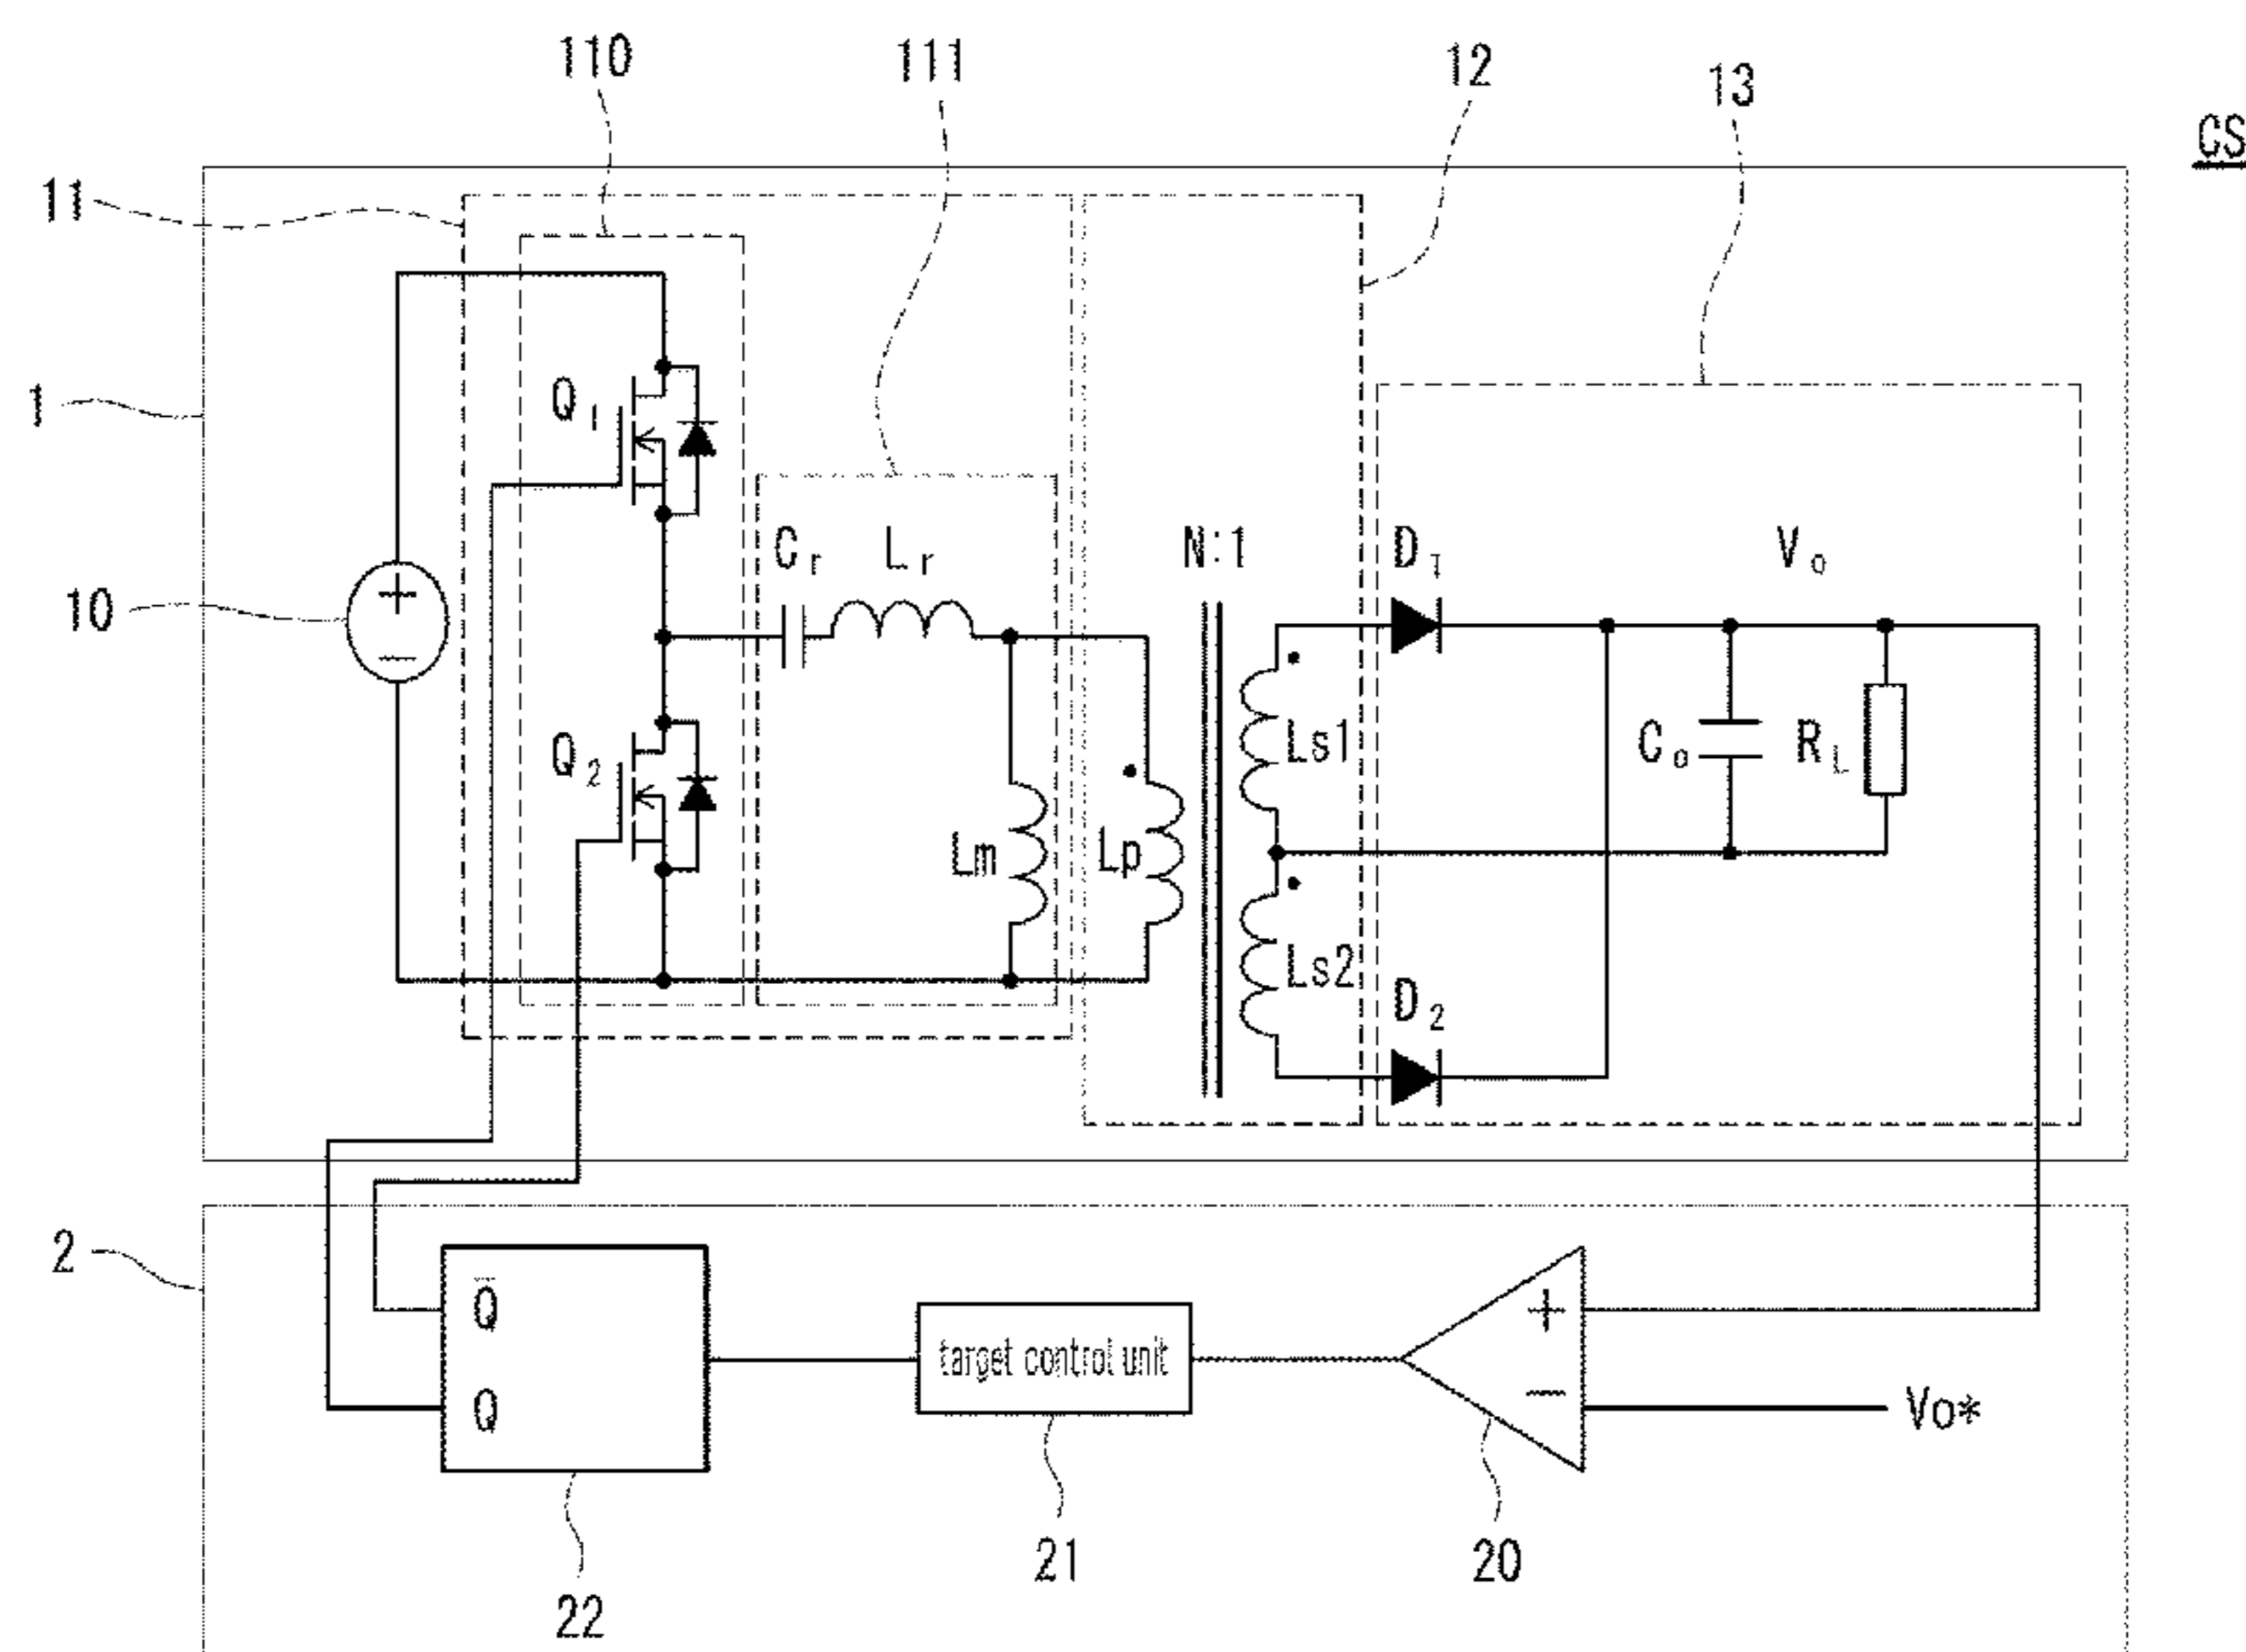 110
111
12
13
CS
11
1
10
Q1
Cr
Lr
N:1
D1
Vo
Q2
Lm
Lp
Ls1
Co
RL
Ls2
D2
2
Q̅
Q
target control unit
+
−
Vo*
22
21
20